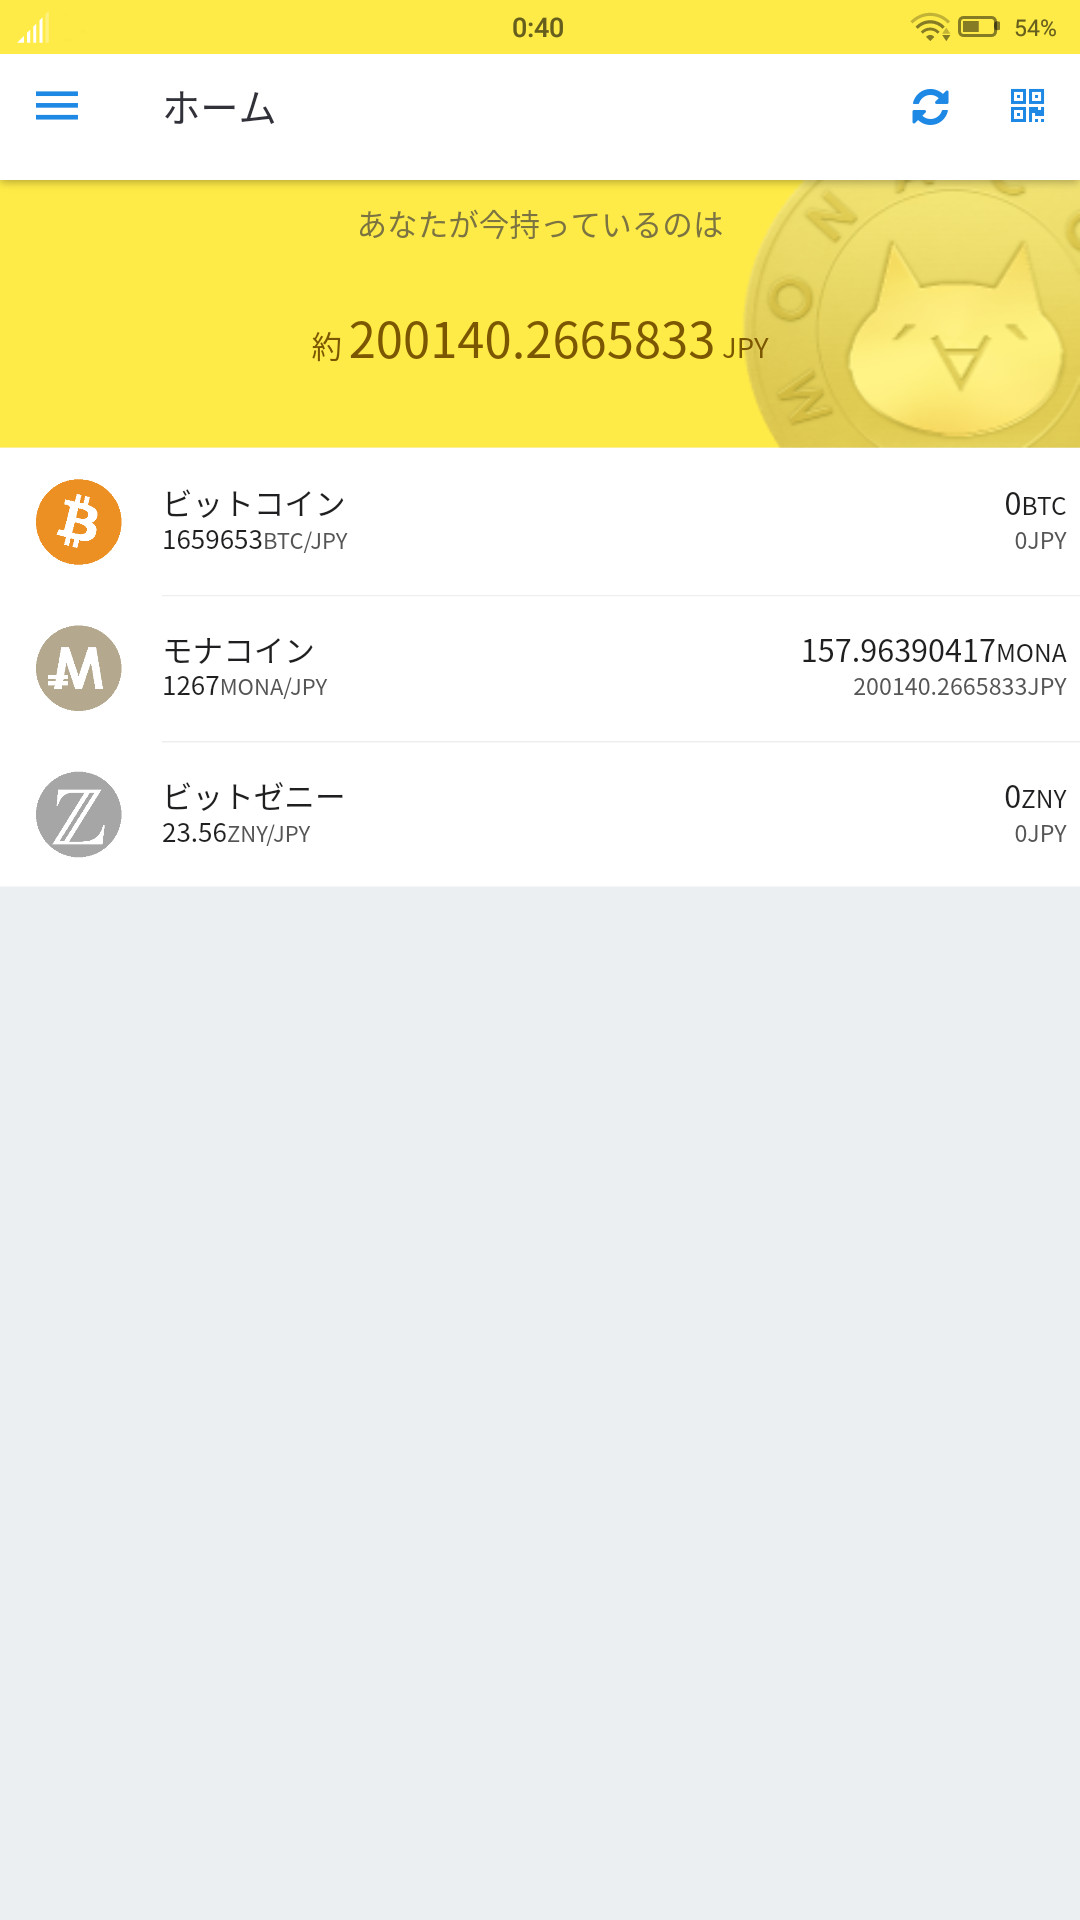 0:40 54%
ホーム
MONAC
あなたが今持っているのは
約 200140.2665833 JPY
ビットコイン 0BTC
1659653BTC/JPY 0JPY
モナコイン 157.96390417MONA
1267MONA/JPY 200140.2665833JPY
ビットゼニー 0ZNY
23.56ZNY/JPY 0JPY